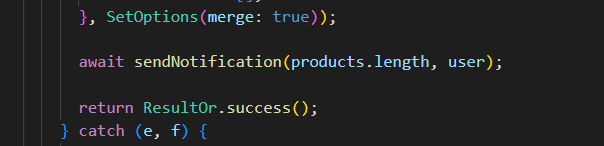 }, SetOptions(merge: true));
await sendNotification(products.length, user);
return ResultOr.success();
} catch (e, f) {